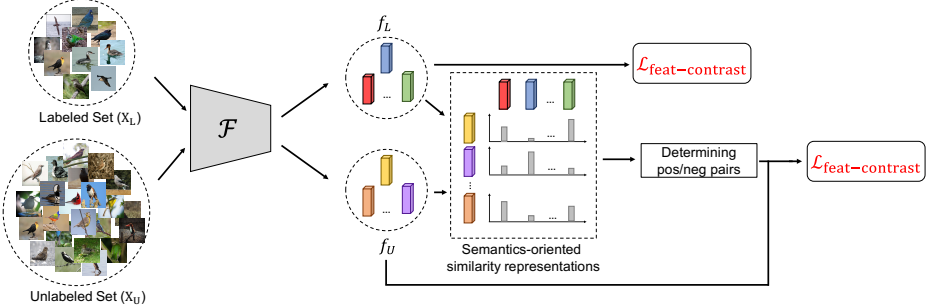 Labeled Set (X_L)
Unlabeled Set (X_U)
ℱ
f_L
...
f_U
...
...
...
...
⋮
...
Semantics-oriented
similarity representations
Determining
pos/neg pairs
ℒ_feat−contrast
ℒ_feat−contrast